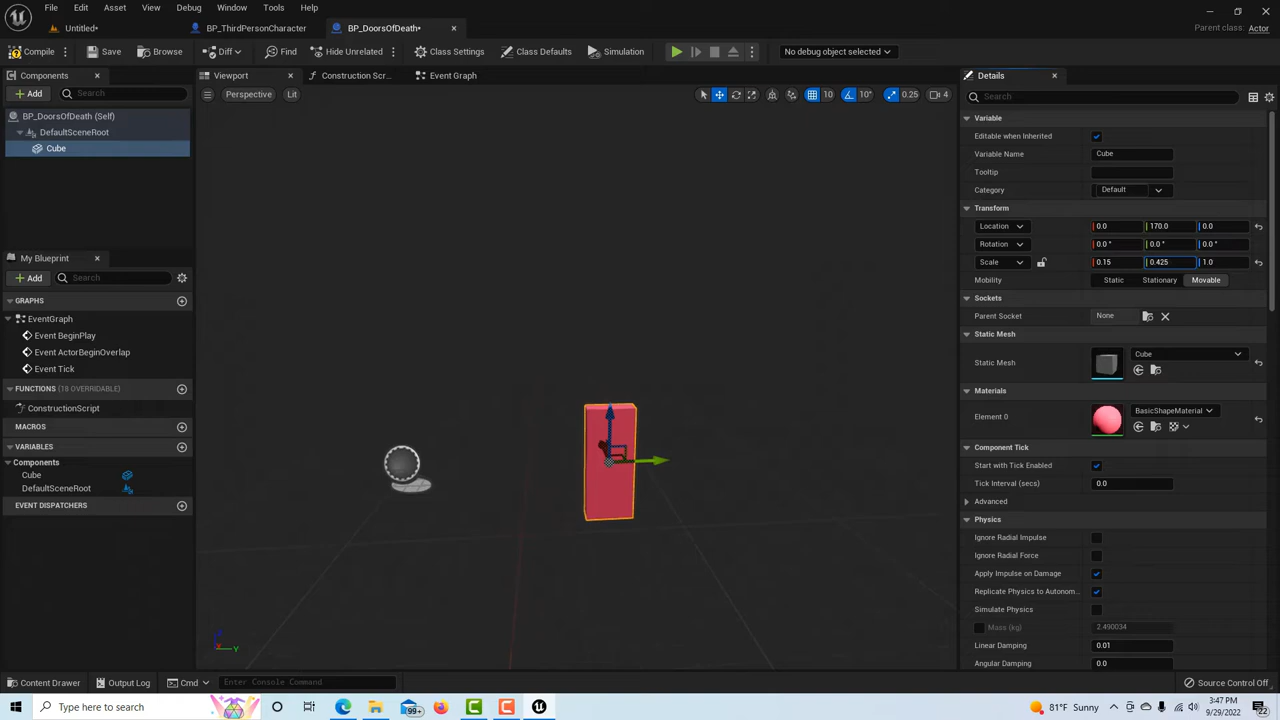 File Edit Asset View Debug Window Tools Help
Untitled* BP_ThirdPersonCharacter BP_DoorsOfDeath* Parent class: Actor
Compile Save Browse Diff Find Hide Unrelated Class Settings Class Defaults Simulation No debug object selected
Components Viewport Construction Scr... Event Graph Details
Add Search Perspective Lit 10 10° 0.25 4 Search
BP_DoorsOfDeath (Self)
DefaultSceneRoot
Cube
My Blueprint
Add Search
GRAPHS
EventGraph
Event BeginPlay
Event ActorBeginOverlap
Event Tick
FUNCTIONS (18 OVERRIDABLE)
ConstructionScript
MACROS
VARIABLES
Components
Cube
DefaultSceneRoot
EVENT DISPATCHERS
Y
Variable
Editable when Inherited
Variable Name Cube
Tooltip
Category Default
Transform
Location 0.0 170.0 0.0
Rotation 0.0 ° 0.0 ° 0.0 °
Scale 0.15 0.425 1.0
Mobility Static Stationary Movable
Sockets
Parent Socket None
Static Mesh
Static Mesh Cube
Materials
Element 0 BasicShapeMaterial
Component Tick
Start with Tick Enabled
Tick Interval (secs) 0.0
Advanced
Physics
Ignore Radial Impulse
Ignore Radial Force
Apply Impulse on Damage
Replicate Physics to Autonom...
Simulate Physics
Mass (kg) 2.490034
Linear Damping 0.01
Angular Damping 0.0
Content Drawer Output Log Cmd Enter Console Command Source Control Off
Type here to search 99+ 81°F Sunny 3:47 PM
9/29/2022 22